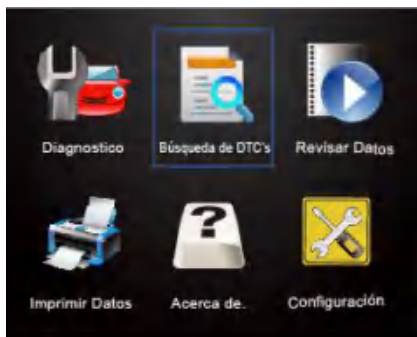 Diagnostico
Búsqueda de DTC's
Revisar Datos
?
Imprimir Datos
Acerca de.
Configuración